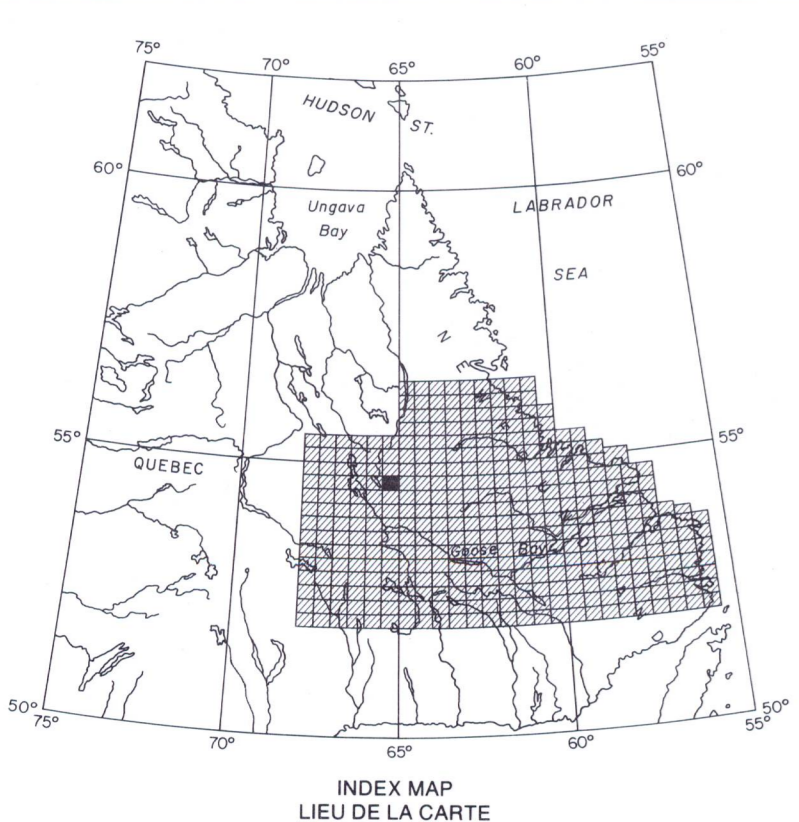 75°
70°
65°
60°
55°
HUDSON
ST.
60°
60°
Ungava
Bay
LABRADOR
SEA
N
55°
55°
QUEBEC
Goose Bay
50°
75°
70°
65°
60°
50°
55°
INDEX MAP
LIEU DE LA CARTE